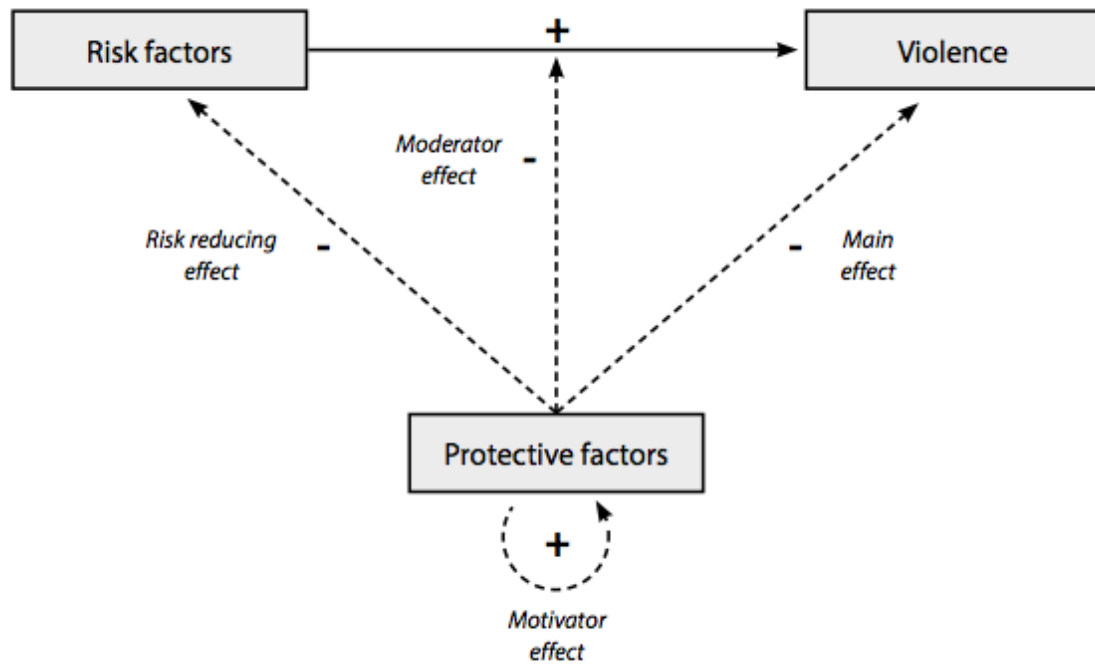 Risk factors
+
Violence
Moderator
effect
-
Risk reducing
effect
-
-
Main
effect
Protective factors
+
Motivator
effect